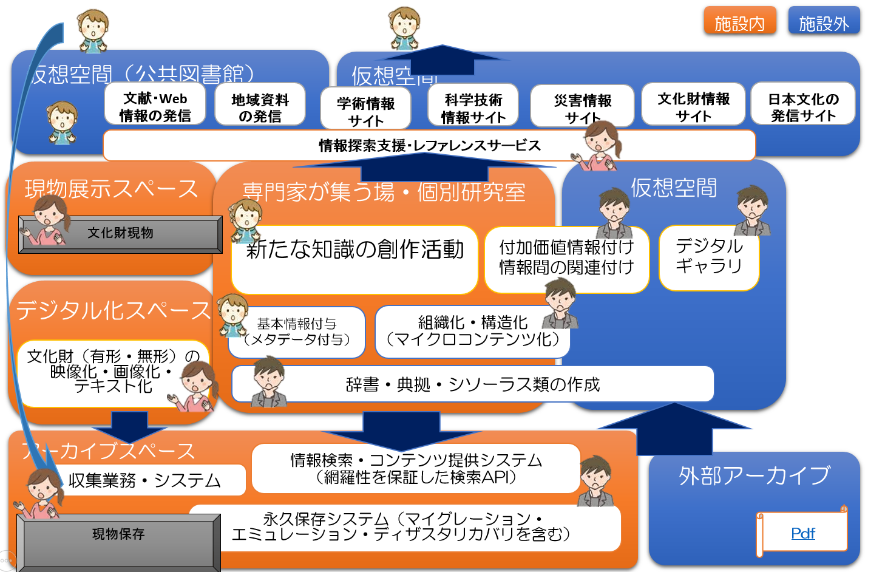 施設内
施設外
仮想空間（公共図書館）
仮想空間
文献・Web
情報の発信
地域資料
の発信
学術情報
サイト
科学技術
情報サイト
災害情報
サイト
文化財情報
サイト
日本文化の
発信サイト
情報探索支援・レファレンスサービス
現物展示スペース
文化財現物
専門家が集う場・個別研究室
仮想空間
新たな知識の創作活動
付加価値情報付け
情報間の関連付け
デジタル
ギャラリ
デジタル化スペース
文化財（有形・無形）の
映像化・画像化・
テキスト化
基本情報付与
（メタデータ付与）
組織化・構造化
（マイクロコンテンツ化）
辞書・典拠・シソーラス類の作成
アーカイブスペース
収集業務・システム
情報検索・コンテンツ提供システム
（網羅性を保証した検索API）
現物保存
永久保存システム（マイグレーション・
エミュレーション・ディザスタリカバリを含む）
外部アーカイブ
Pdf